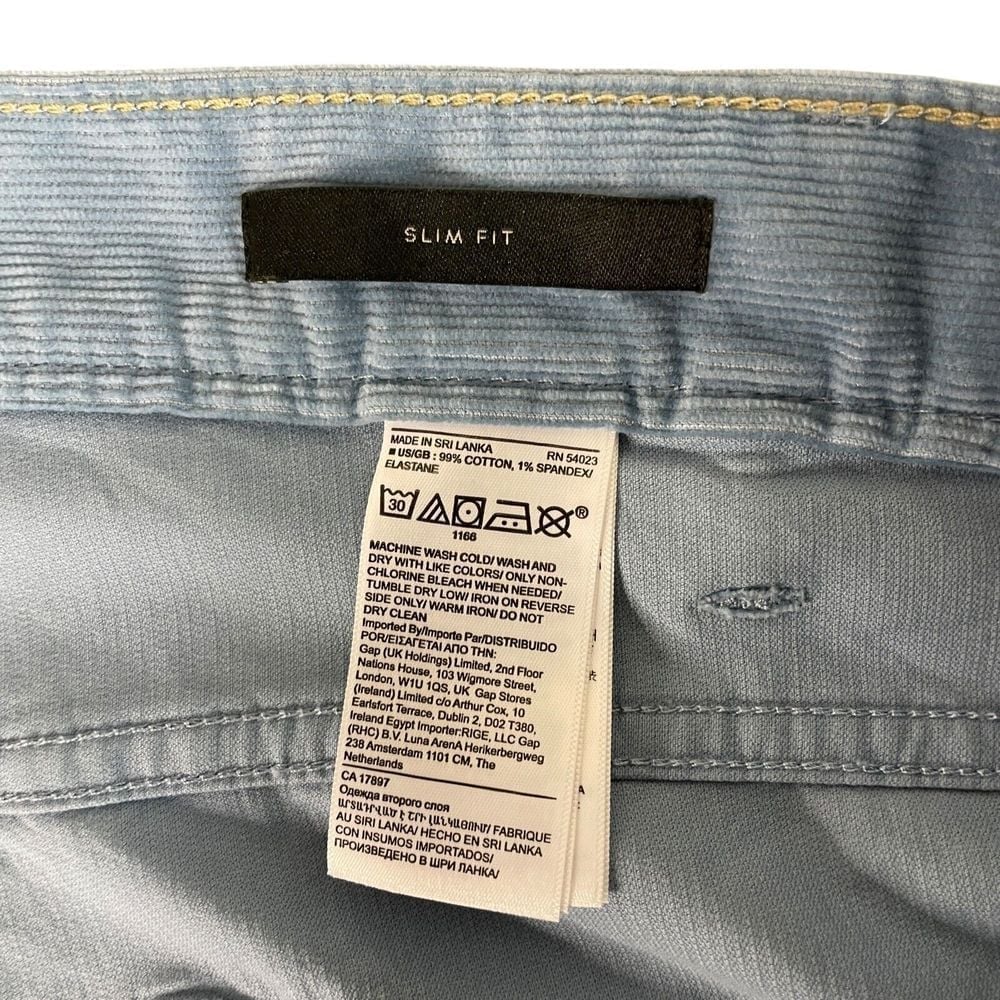 SLIM FIT
MADE IN SRI LANKA RN 54023
■ US/GB : 99% COTTON, 1% SPANDEX/
ELASTANE
30
®
1166
MACHINE WASH COLD/ WASH AND
DRY WITH LIKE COLORS/ ONLY NON-
CHLORINE BLEACH WHEN NEEDED/
TUMBLE DRY LOW/ IRON ON REVERSE
SIDE ONLY/ WARM IRON/ DO NOT
DRY CLEAN
Imported By/Importe Par/DISTRIBUIDO
POR/ΕΙΣΑΓΕΤΑΙ ΑΠΟ ΤΗΝ:
Gap (UK Holdings) Limited, 2nd Floor
Nations House, 103 Wigmore Street,
London, W1U 1QS, UK Gap Stores
(Ireland) Limited c/o Arthur Cox, 10
Earlsfort Terrace, Dublin 2, D02 T380,
Ireland Egypt Importer:RIGE, LLC Gap
(RHC) B.V. Luna ArenA Herikerbergweg
238 Amsterdam 1101 CM, The
Netherlands
CA 17897
Одежда второго слоя
ԱՐՏԱԴՐՎԱԾ Է ՇՐԻ ԼԱՆԿԱՅՈՒՄ/ FABRIQUE
AU SRI LANKA/ HECHO EN SRI LANKA
CON INSUMOS IMPORTADOS/
ПРОИЗВЕДЕНО В ШРИ ЛАНКА/